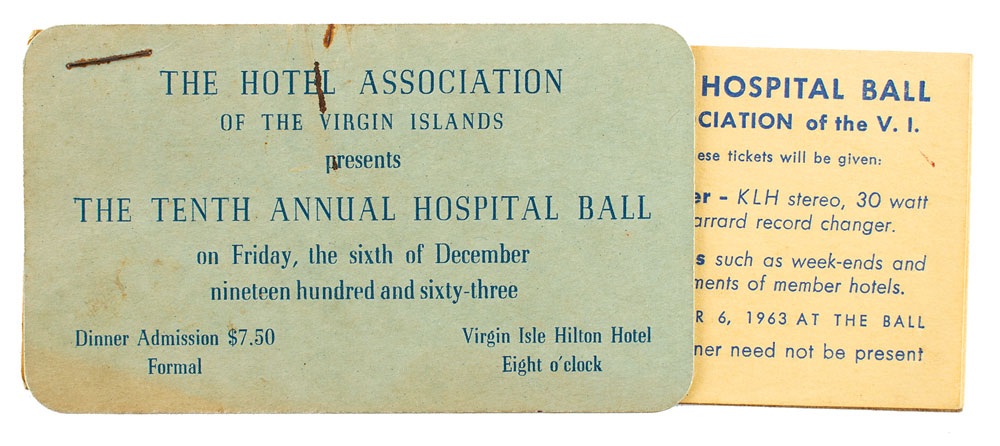 THE HOTEL ASSOCIATION
OF THE VIRGIN ISLANDS
presents
THE TENTH ANNUAL HOSPITAL BALL
on Friday, the sixth of December
nineteen hundred and sixty-three
Dinner Admission $7.50
Formal
Virgin Isle Hilton Hotel
Eight o'clock
HOSPITAL BALL
CIATION of the V. I.
ese tickets will be given:
er - KLH stereo, 30 watt
arrard record changer.
s such as week-ends and
ments of member hotels.
R 6, 1963 AT THE BALL
ner need not be present